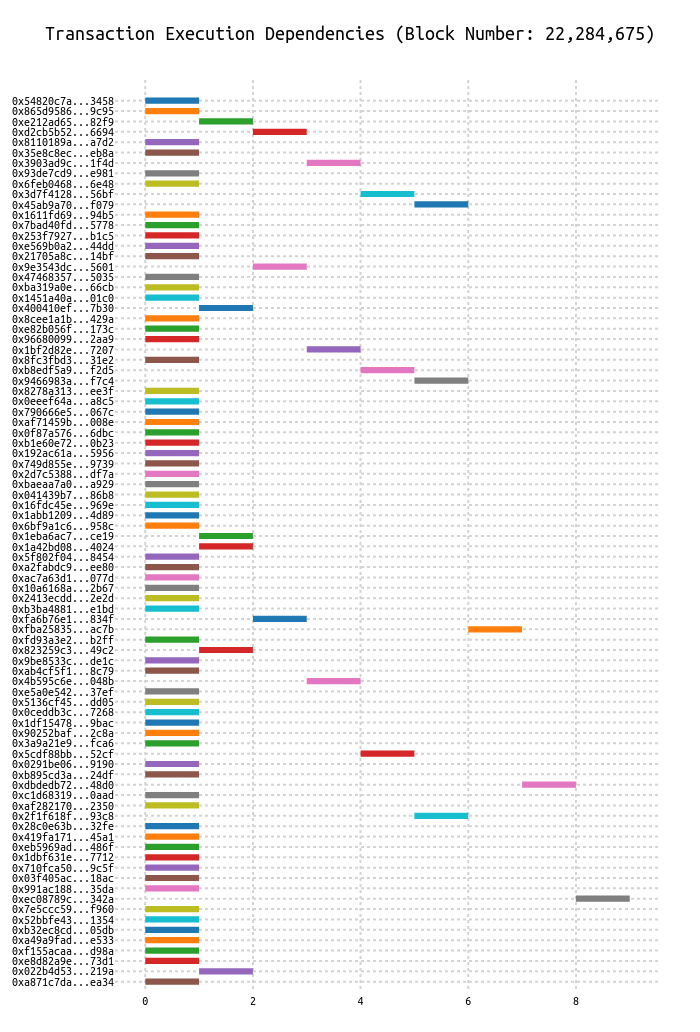 Transaction Execution Dependencies (Block Number: 22,284,675)
0x54820c7a...3458
0x865d9586...9c95
0xe212ad65...82f9
0xd2cb5b52...6694
0x8110189a...a7d2
0x35e8c8ec...eb8a
0x3903ad9c...1f4d
0x93de7cd9...e981
0x6feb0468...6e48
0x3d7f4128...56bf
0x45ab9a70...f079
0x1611fd69...94b5
0x7bad40fd...5778
0x253f7927...b1c5
0xe569b0a2...44dd
0x21705a8c...14bf
0x9e3543dc...5601
0x47468357...5035
0xba319a0e...66cb
0x1451a40a...01c0
0x400410ef...7b30
0x8cee1a1b...429a
0xe82b056f...173c
0x96680099...2aa9
0x1bf2d82e...7207
0x8fc3fbd3...31e2
0xb8edf5a9...f2d5
0x9466983a...f7c4
0x8278a313...ee3f
0x0eeef64a...a8c5
0x790666e5...067c
0xaf71459b...008e
0x0f87a576...6dbc
0xb1e60e72...0b23
0x192ac61a...5956
0x749d855e...9739
0x2d7c5388...df7a
0xbaeaa7a0...a929
0x041439b7...86b8
0x16fdc45e...969e
0x1abb1209...4d89
0x6bf9a1c6...958c
0x1eba6ac7...ce19
0x1a42bd08...4024
0x5f802f04...8454
0xa2fabdc9...ee80
0xac7a63d1...077d
0x10a6168a...2b67
0x2413ecdd...2e2d
0xb3ba4881...e1bd
0xfa6b76e1...834f
0xfba25835...ac7b
0xfd93a3e2...b2ff
0x823259c3...49c2
0x9be8533c...de1c
0xab4cf5f1...8c79
0x4b595c6e...048b
0xe5a0e542...37ef
0x5136cf45...dd05
0x0ceddb3c...7268
0x1df15478...9bac
0x90252baf...2c8a
0x3a9a21e9...fca6
0x5cdf88bb...52cf
0x0291be06...9190
0xb895cd3a...24df
0xdbdedb72...48d0
0xc1d68319...0aad
0xaf282170...2350
0x2f1f618f...93c8
0x28c0e63b...32fe
0x419fa171...45a1
0xeb5969ad...486f
0x1dbf631e...7712
0x710fca50...9c5f
0x03f405ac...18ac
0x991ac188...35da
0xec08789c...342a
0x7e5ccc59...f960
0x52bbfe43...1354
0xb32ec8cd...05db
0xa49a9fad...e533
0xf155acaa...d98a
0xe8d82a9e...73d1
0x022b4d53...219a
0xa871c7da...ea34
0 2 4 6 8